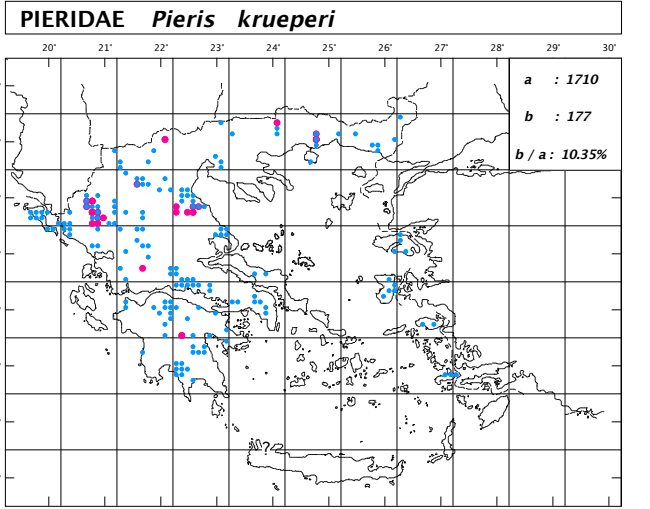 PIERIDAE Pieris krueperi
20° 21° 22° 23° 24° 25° 26° 27° 28° 29° 30°
a : 1710
b : 177
b / a : 10.35%
?